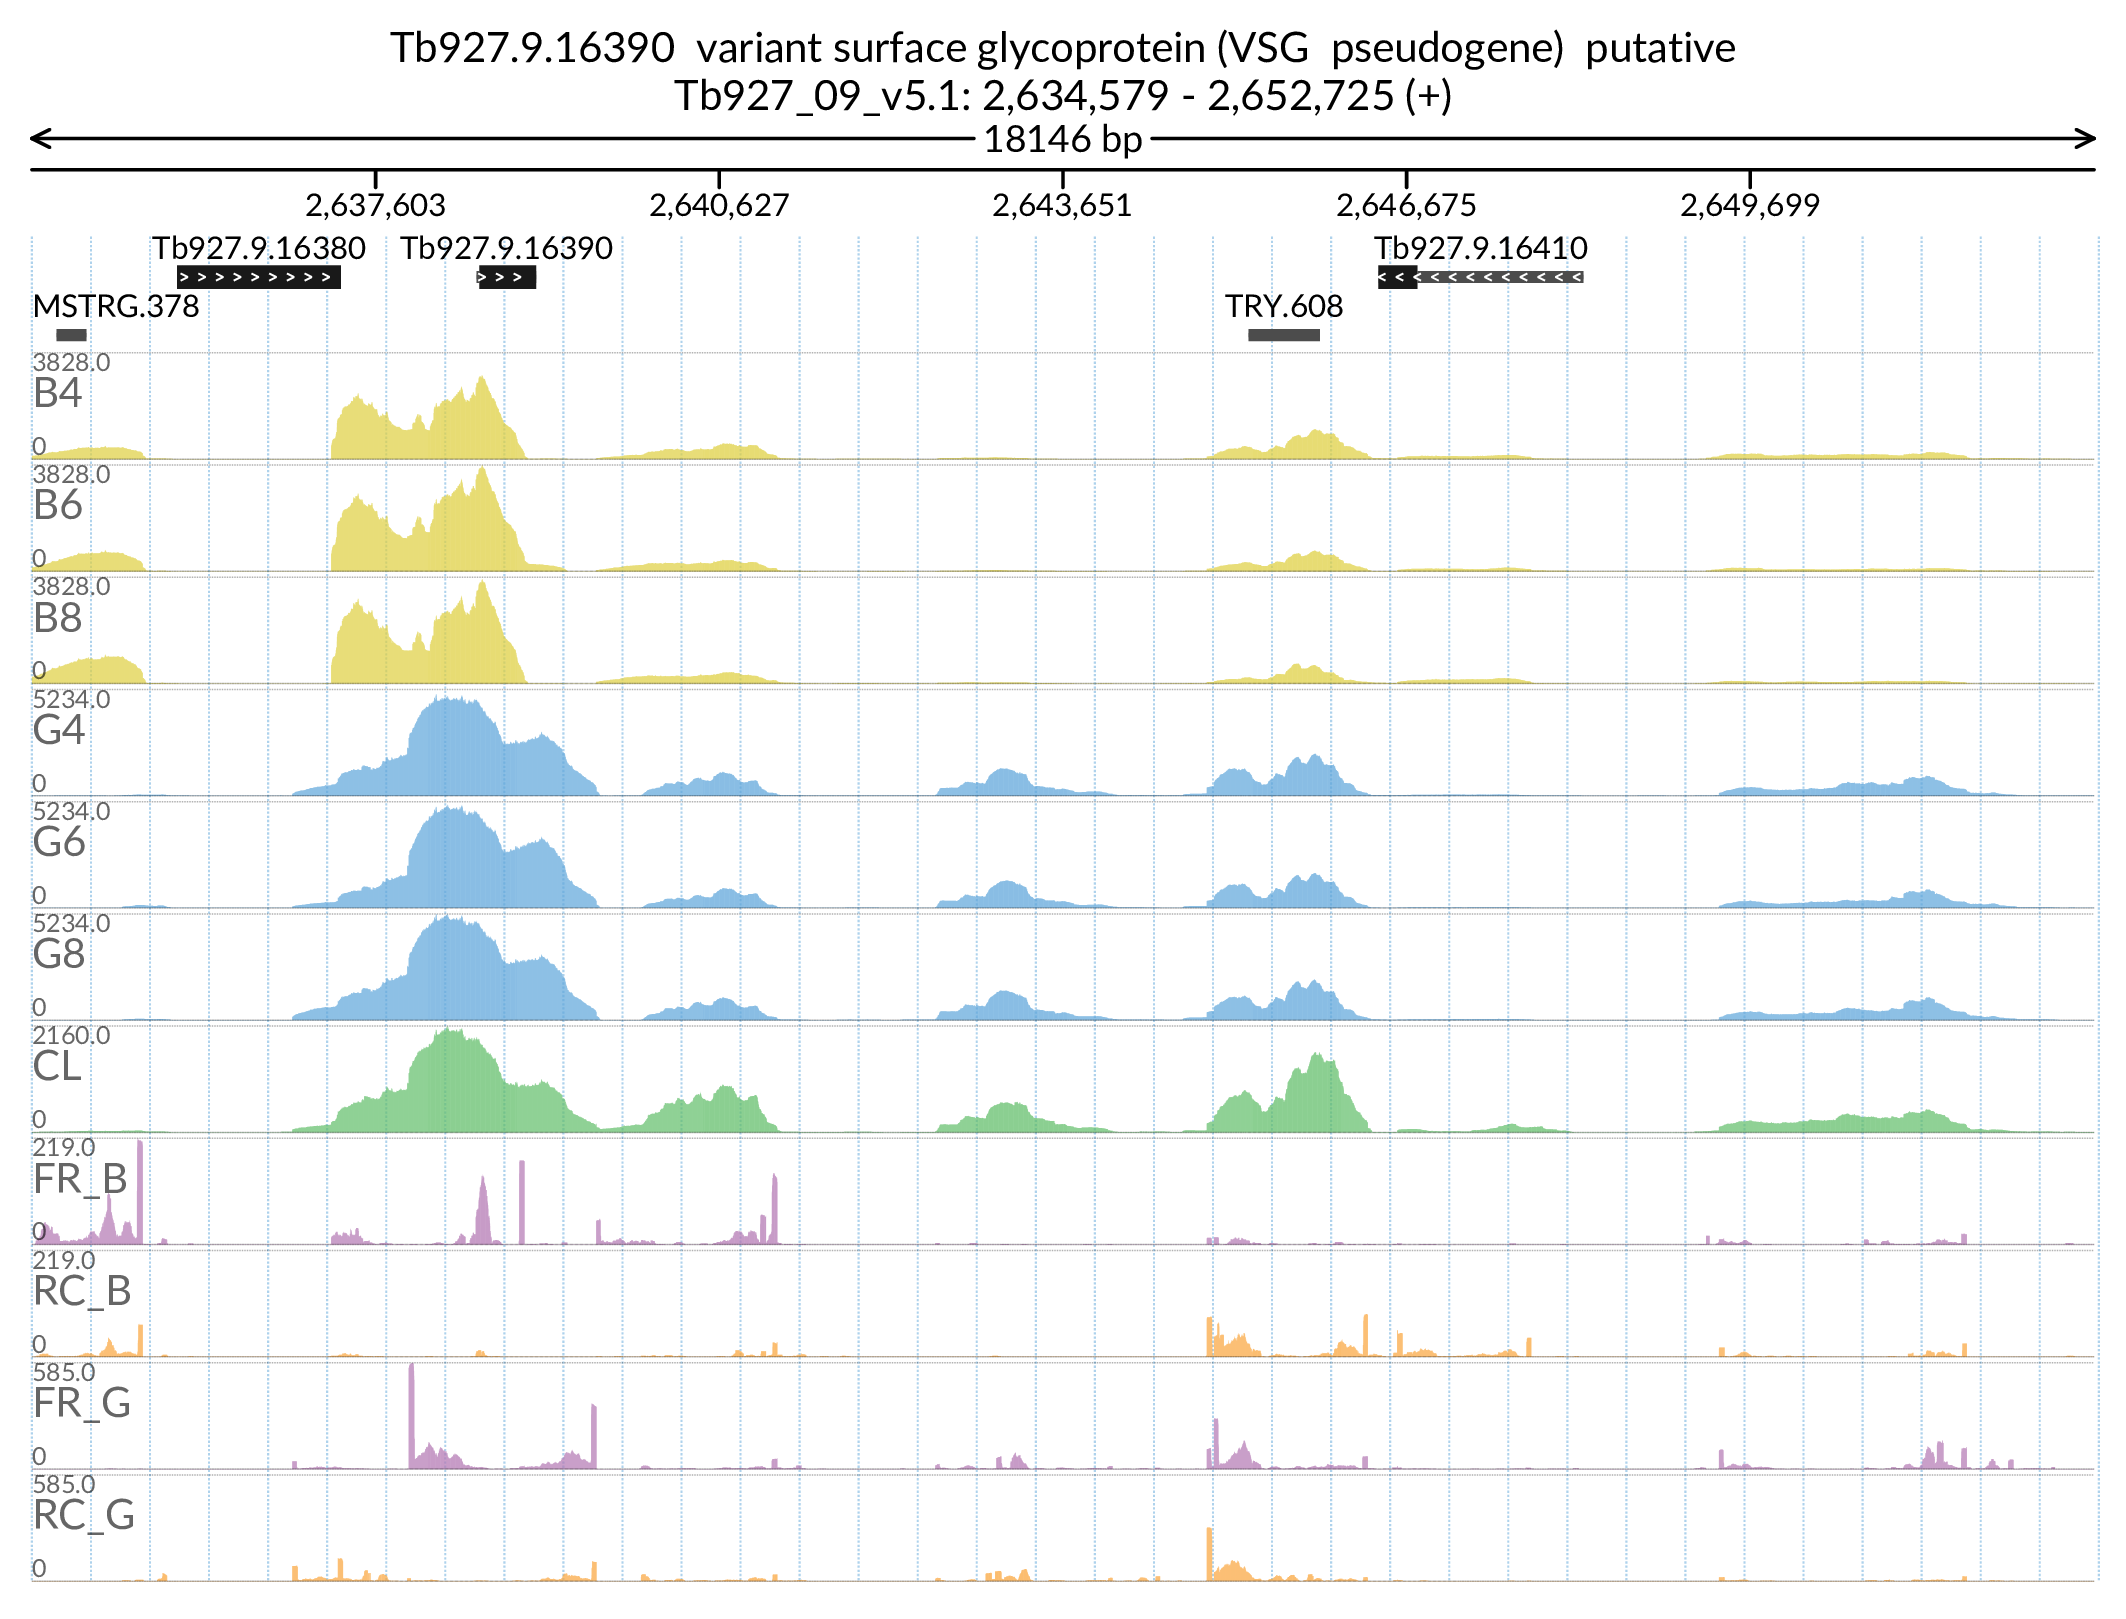 Tb927.9.16390  variant surface glycoprotein (VSG  pseudogene)  putative
Tb927_09_v5.1: 2,634,579 - 2,652,725 (+)
18146 bp
2,637,603 2,640,627 2,643,651 2,646,675 2,649,699
Tb927.9.16380 Tb927.9.16390 Tb927.9.16410
MSTRG.378 TRY.608
3828.0
B4
0
3828.0
B6
0
3828.0
B8
0
5234.0
G4
0
5234.0
G6
0
5234.0
G8
0
2160.0
CL
0
219.0
FR_B
0
219.0
RC_B
0
585.0
FR_G
0
585.0
RC_G
0